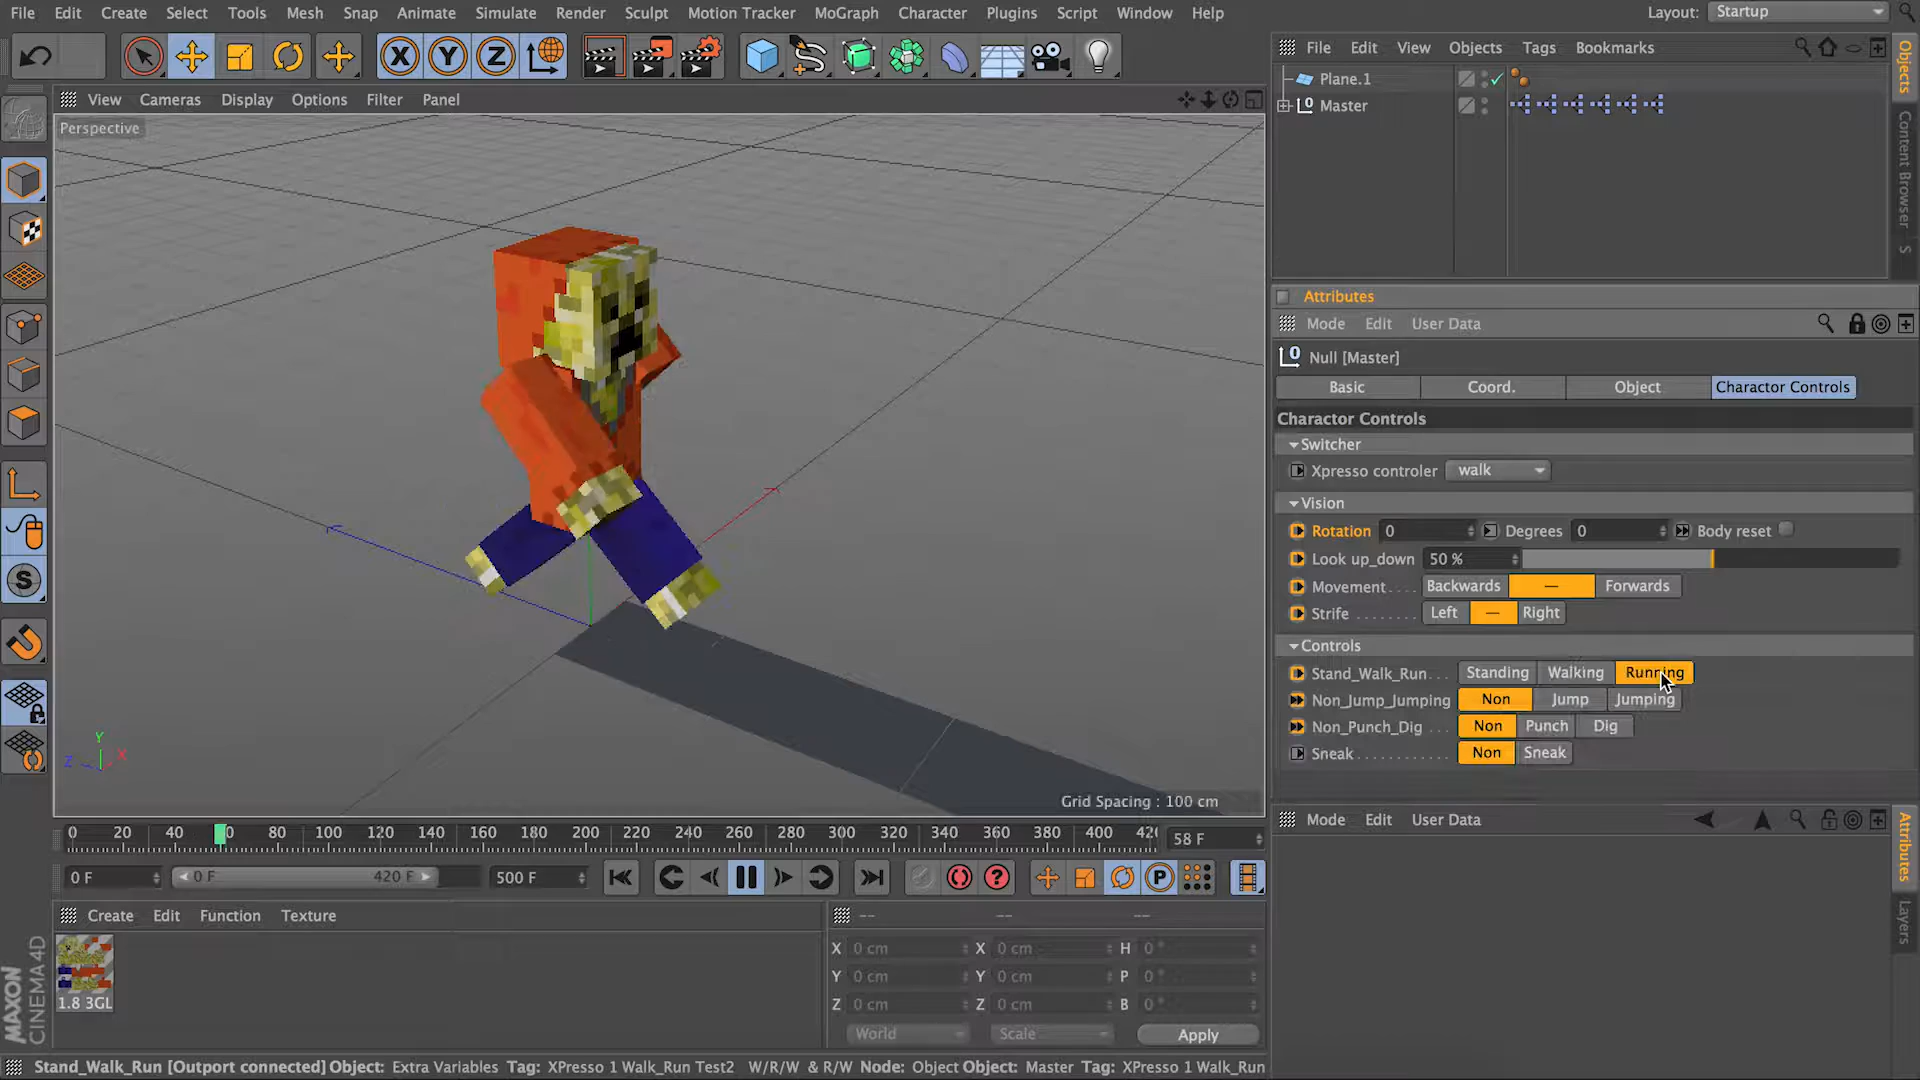 File Edit Create Select Tools Mesh Snap Animate Simulate Render Sculpt Motion Tracker MoGraph Character Plugins Script Window Help Layout: Startup
X Y Z
File Edit View Objects Tags Bookmarks
Plane.1
Master
Objects
Content Browser
S
View Cameras Display Options Filter Panel
Perspective
Attributes
Mode Edit User Data
Null [Master]
Basic Coord. Object Charactor Controls
Charactor Controls
Switcher
Xpresso controler walk
Vision
Rotation 0 Degrees 0 Body reset
Look up_down 50 %
Movement.... Backwards — Forwards
Strife ........ Left — Right
Controls
Stand_Walk_Run... Standing Walking Running
Non_Jump_Jumping Non Jump Jumping
Non_Punch_Dig ... Non Punch Dig
Sneak............ Non Sneak
Y
Z X
Grid Spacing : 100 cm
Mode Edit User Data
Attributes
Layers
0 20 40 0 80 100 120 140 160 180 200 220 240 260 280 300 320 340 360 380 400 58 F
0 F 0 F 420 F 500 F
Create Edit Function Texture
1.8 3GL
-- -- --
X 0 cm X 0 cm H 0 °
Y 0 cm Y 0 cm P 0 °
Z 0 cm Z 0 cm B 0 °
World Scale Apply
MAXON
CINEMA 4D
Stand_Walk_Run [Outport connected] Object: Extra Variables Tag: XPresso 1 Walk_Run Test2 W/R/W & R/W Node: Object Object: Master Tag: XPresso 1 Walk_Run